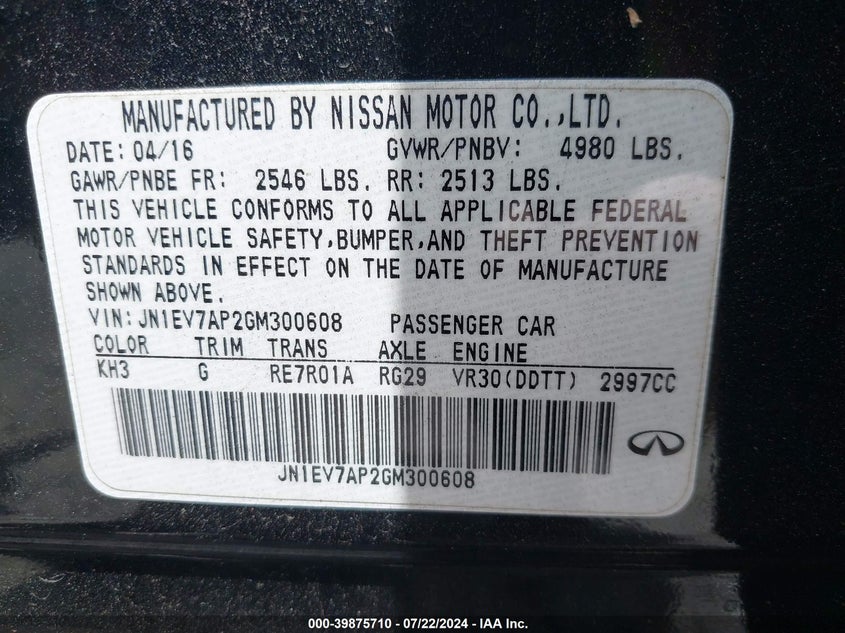 MANUFACTURED BY NISSAN MOTOR CO.,LTD.
DATE: 04/16 GVWR/PNBV: 4980 LBS.
GAWR/PNBE FR: 2546 LBS. RR: 2513 LBS.
THIS VEHICLE CONFORMS TO ALL APPLICABLE FEDERAL
MOTOR VEHICLE SAFETY,BUMPER,AND THEFT PREVENTION
STANDARDS IN EFFECT ON THE DATE OF MANUFACTURE
SHOWN ABOVE.
VIN:JN1EV7AP2GM300608 PASSENGER CAR
COLOR TRIM TRANS AXLE ENGINE
KH3 G RE7R01A RG29 VR30(DDTT) 2997CC
JN1EV7AP2GM300608
000-39875710 - 07/22/2024 - IAA Inc.